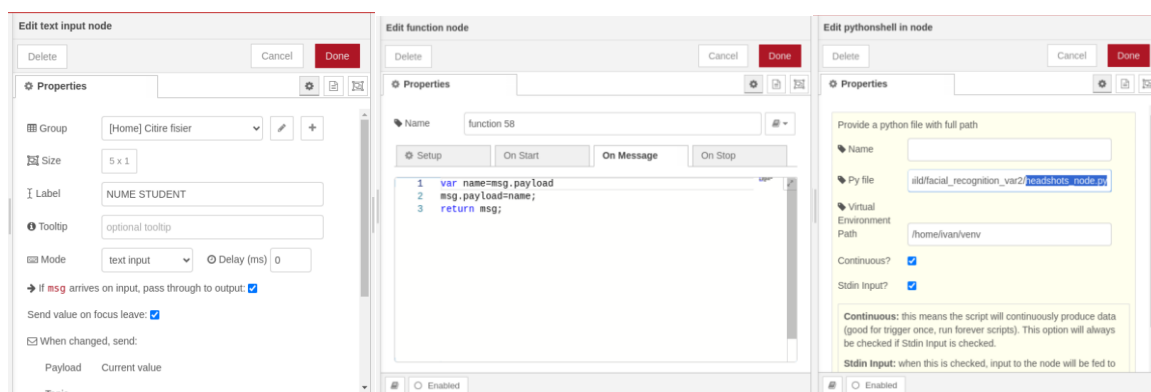 Edit text input node
Delete
Cancel
Done
Properties
Group
[Home] Citire fisier
Size
5 x 1
Label
NUME STUDENT
Tooltip
optional tooltip
Mode
text input
Delay (ms)
0
If msg arrives on input, pass through to output:
Send value on focus leave:
When changed, send:
Payload
Current value
Edit function node
Delete
Cancel
Done
Properties
Name
function 58
Setup
On Start
On Message
On Stop
1 var name=msg.payload
2 msg.payload=name;
3 return msg;
Enabled
Edit pythonshell in node
Delete
Cancel
Done
Properties
Provide a python file with full path
Name
Py file
ild/facial_recognition_var2/headshots_node.py
Virtual
Environment
Path
/home/ivan/venv
Continuous?
Stdin Input?
Continuous: this means the script will continuously produce data
(good for trigger once, run forever scripts). This option will always
be checked if Stdin Input is checked.
Stdin Input: when this is checked, input to the node will be fed to
Enabled